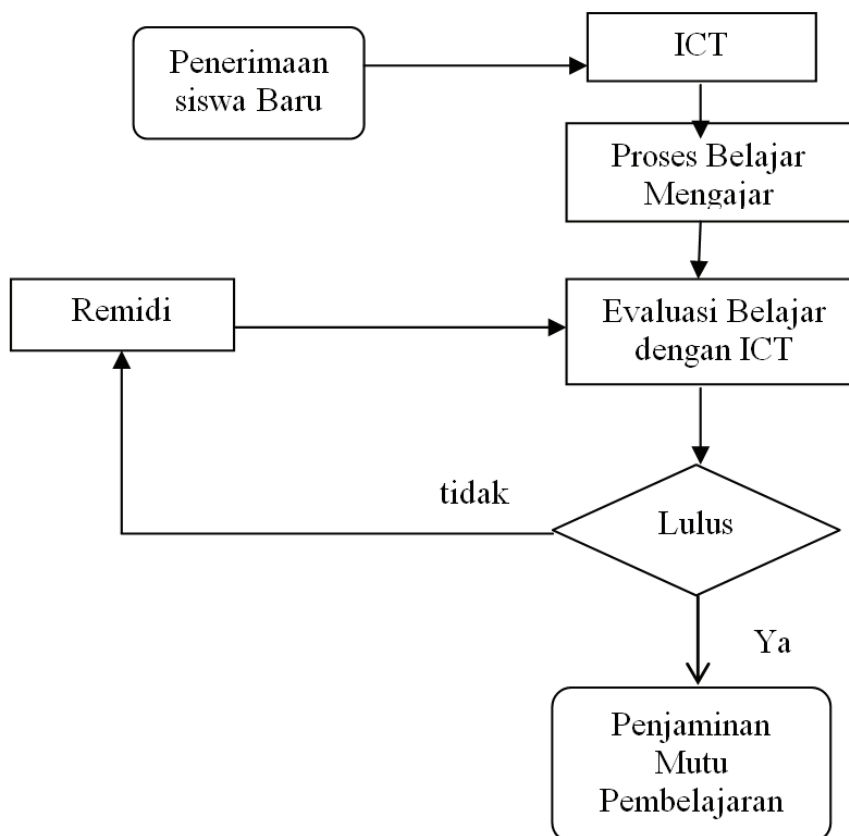 Penerimaan
siswa Baru
ICT
Proses Belajar
Mengajar
Remidi
Evaluasi Belajar
dengan ICT
tidak
Lulus
Ya
Penjaminan
Mutu
Pembelajaran